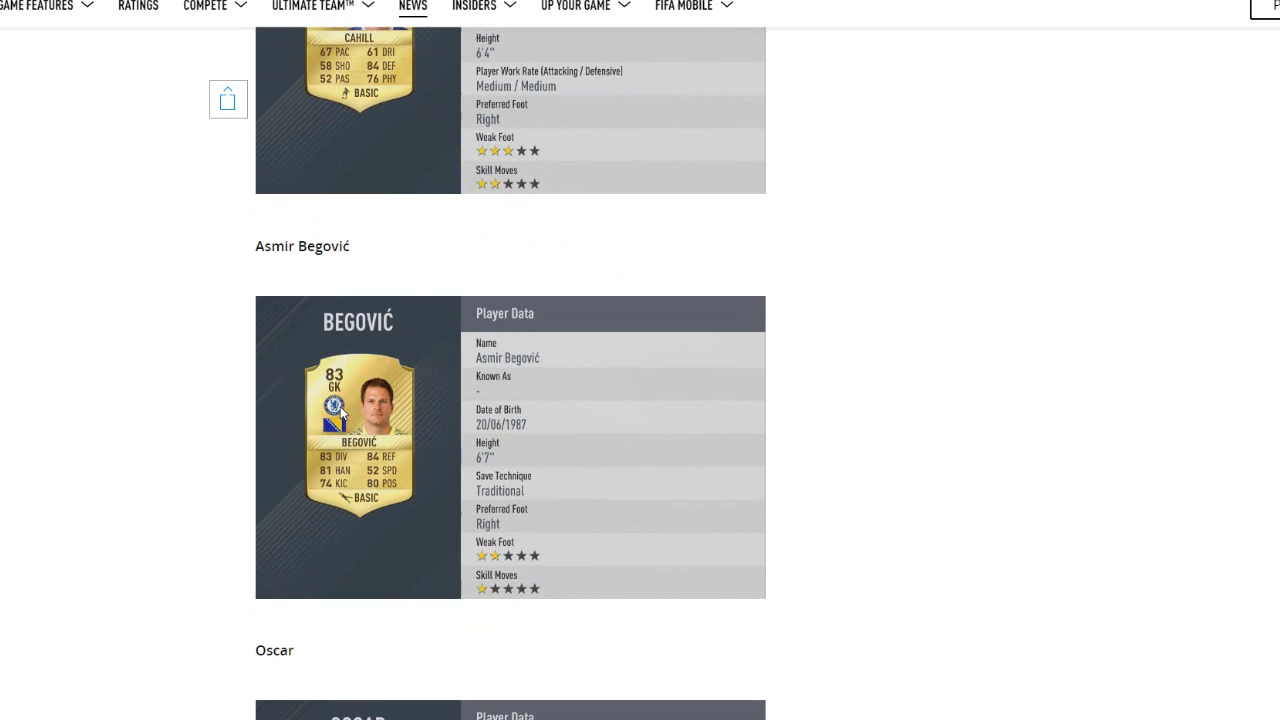 GAME FEATURES RATINGS COMPETE ULTIMATE TEAM™ NEWS INSIDERS UP YOUR GAME FIFA MOBILE
CAHILL
67 PAC 61 DRI
58 SHO 84 DEF
52 PAS 76 PHY
BASIC
Height
6'4"
Player Work Rate (Attacking / Defensive)
Medium / Medium
Preferred Foot
Right
Weak Foot
Skill Moves
Asmir Begović
BEGOVIĆ
83
GK
BEGOVIĆ
83 DIV 84 REF
81 HAN 52 SPD
74 KIC 80 POS
BASIC
Player Data
Name
Asmir Begović
Known As
-
Date of Birth
20/06/1987
Height
6'7"
Save Technique
Traditional
Preferred Foot
Right
Weak Foot
Skill Moves
Oscar
OSCAR
Player Data